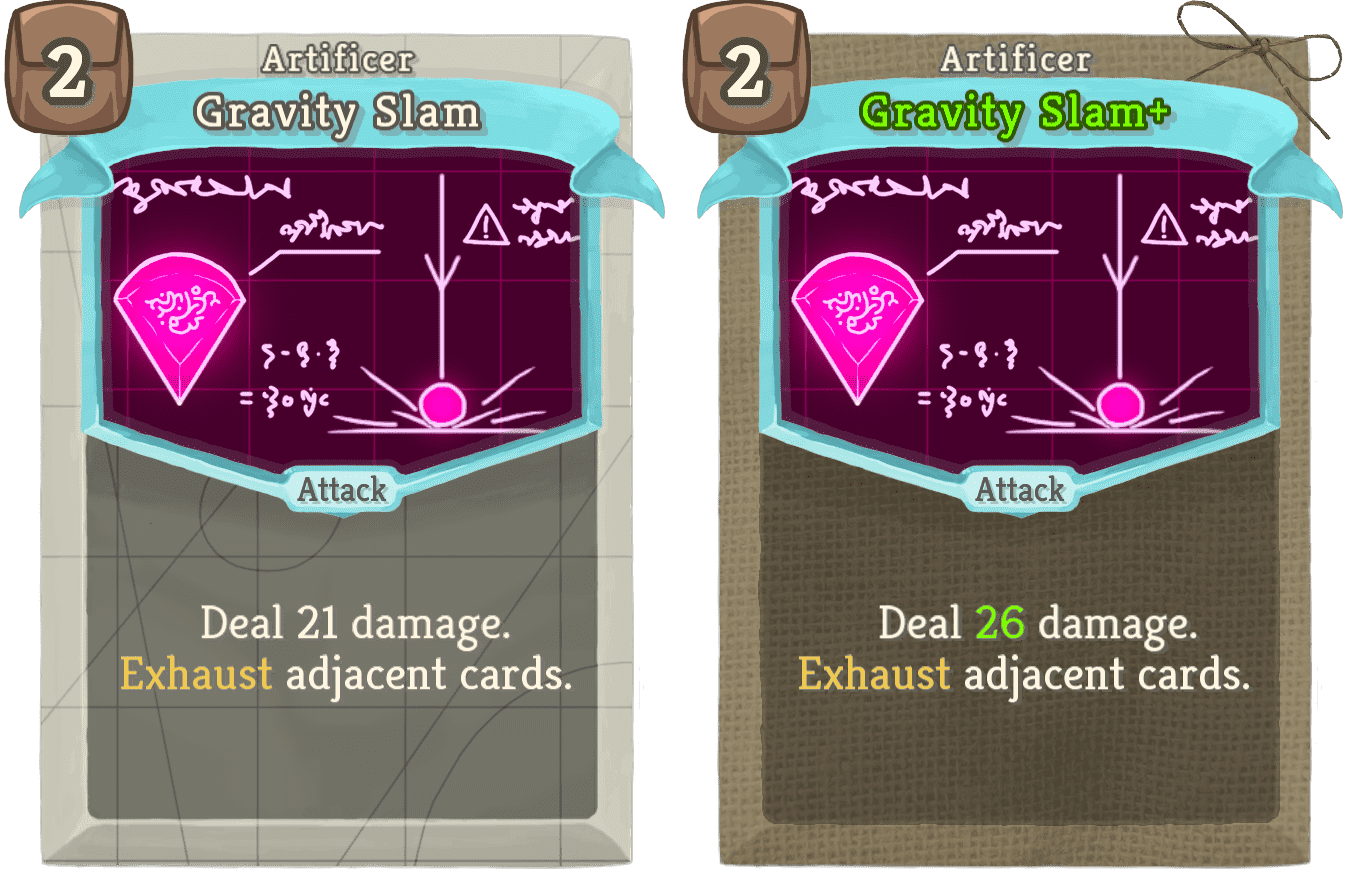 2
Artificer
Gravity Slam
Attack
Deal 21 damage.
Exhaust adjacent cards.
2
Artificer
Gravity Slam+
Attack
Deal 26 damage.
Exhaust adjacent cards.